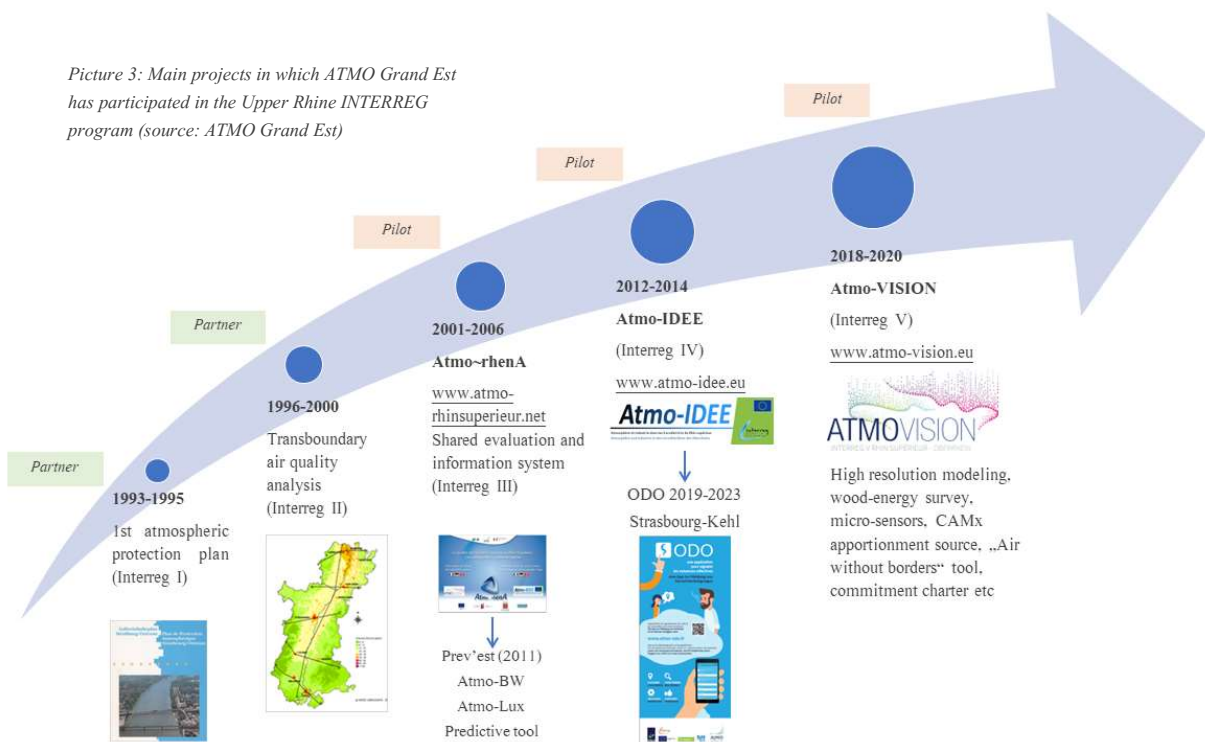 Picture 3: Main projects in which ATMO Grand Est
has participated in the Upper Rhine INTERREG
program (source: ATMO Grand Est)
Partner
1993-1995
1st atmospheric
protection plan
(Interreg I)
Partner
1996-2000
Transboundary
air quality
analysis
(Interreg II)
Pilot
2001-2006
Atmo~rhenA
www.atmo-
rhinsuperieur.net
Shared evaluation and
information system
(Interreg III)
Prev'est (2011)
Atmo-BW
Atmo-Lux
Predictive tool
Pilot
2012-2014
Atmo-IDEE
(Interreg IV)
www.atmo-idee.eu
Atmo-IDEE
ODO 2019-2023
Strasbourg-Kehl
ODO
Pilot
2018-2020
Atmo-VISION
(Interreg V)
www.atmo-vision.eu
ATMOVISION
High resolution modeling,
wood-energy survey,
micro-sensors, CAMx
apportionment source, „Air
without borders“ tool,
commitment charter etc